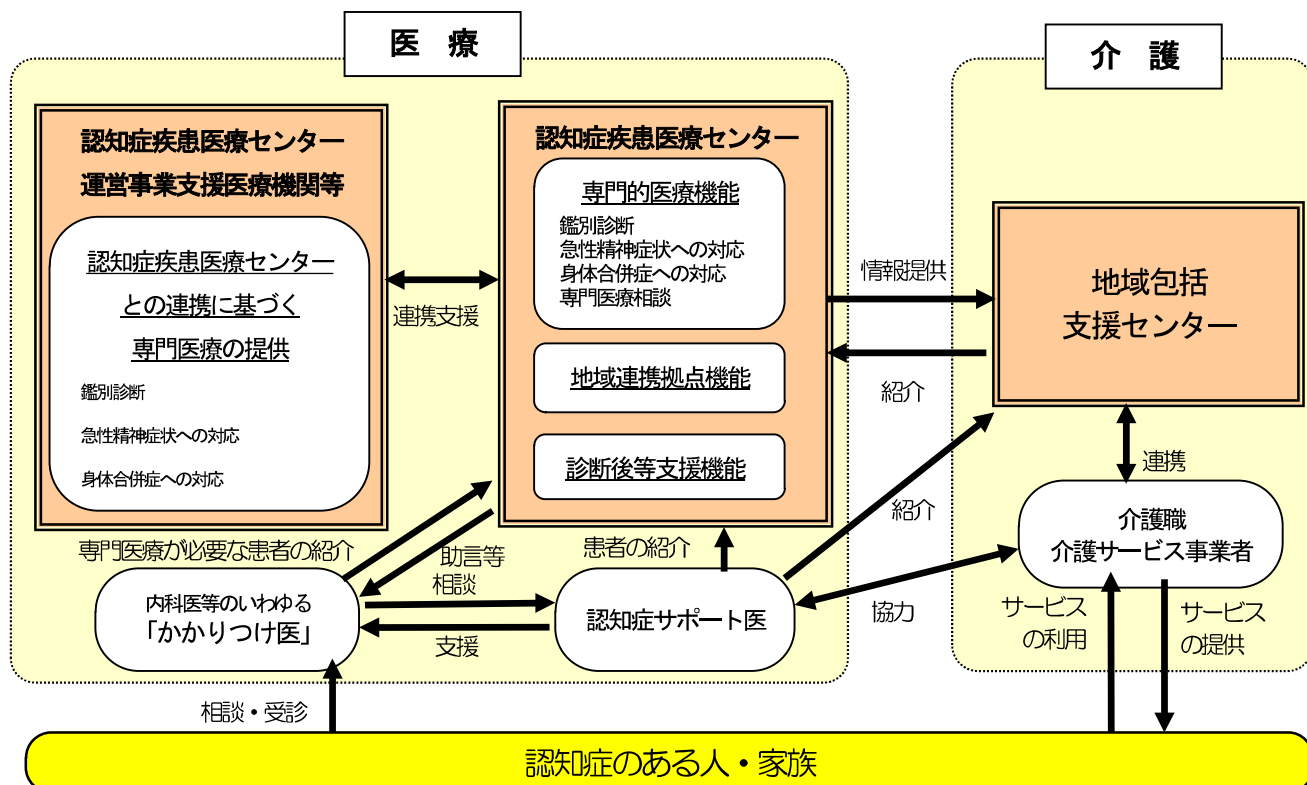 医　療
介　護
認知症疾患医療センター
運営事業支援医療機関等
認知症疾患医療センター
との連携に基づく
専門医療の提供
鑑別診断
急性精神症状への対応
身体合併症への対応
連携支援
認知症疾患医療センター
専門的医療機能
鑑別診断
急性精神症状への対応
身体合併症への対応
専門医療相談
地域連携拠点機能
診断後等支援機能
情報提供
紹介
地域包括
支援センター
連携
紹介
介護職
介護サービス事業者
専門医療が必要な患者の紹介
助言等
相談
患者の紹介
内科医等のいわゆる
「かかりつけ医」
支援
認知症サポート医
協力
サービス
の利用
サービス
の提供
相談・受診
認知症のある人・家族